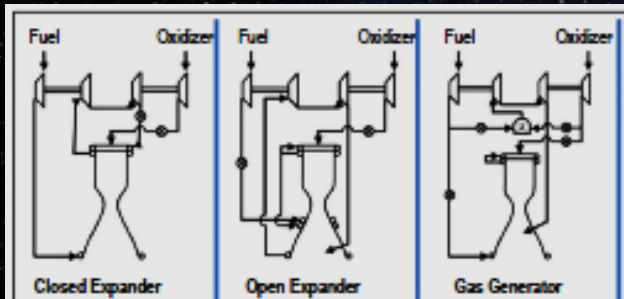 Fuel Oxidizer
Fuel Oxidizer
Fuel Oxidizer
Closed Expander
Open Expander
Gas Generator